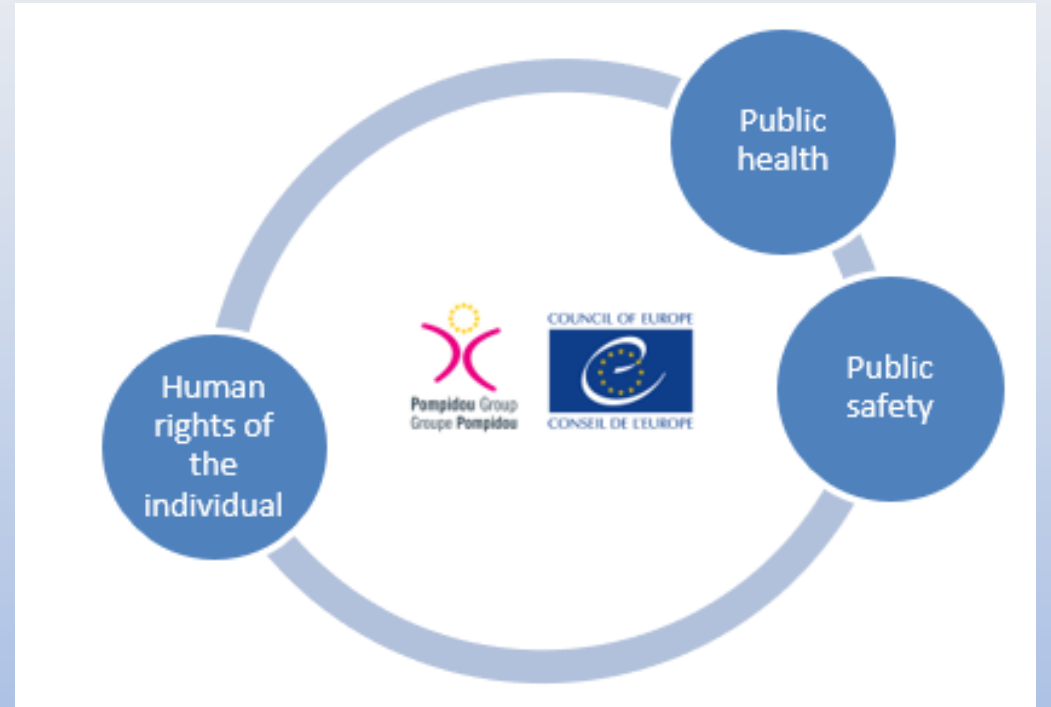 Public
health
Public
safety
Human
rights of
the
individual
Pompidou Group
Groupe Pompidou
COUNCIL OF EUROPE
CONSEIL DE L'EUROPE